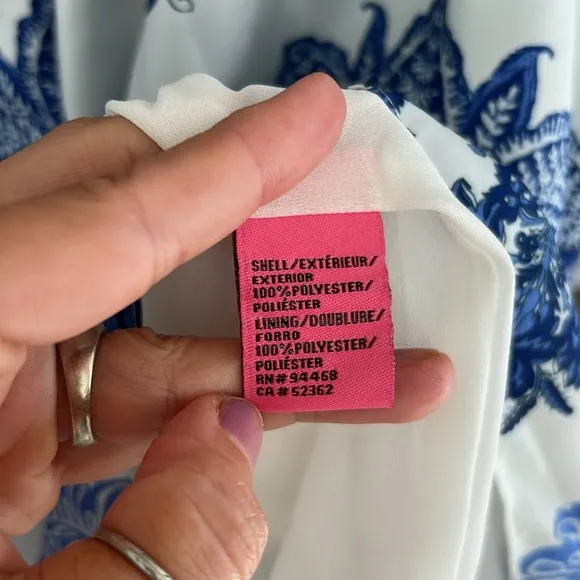 SHELL/EXTÉRIEUR/
EXTERIOR
100%POLYESTER/
POLIÉSTER
LINING/DOUBLURE/
FORRO
100%POLYESTER/
POLIÉSTER
RN# 94468
CA# 52362